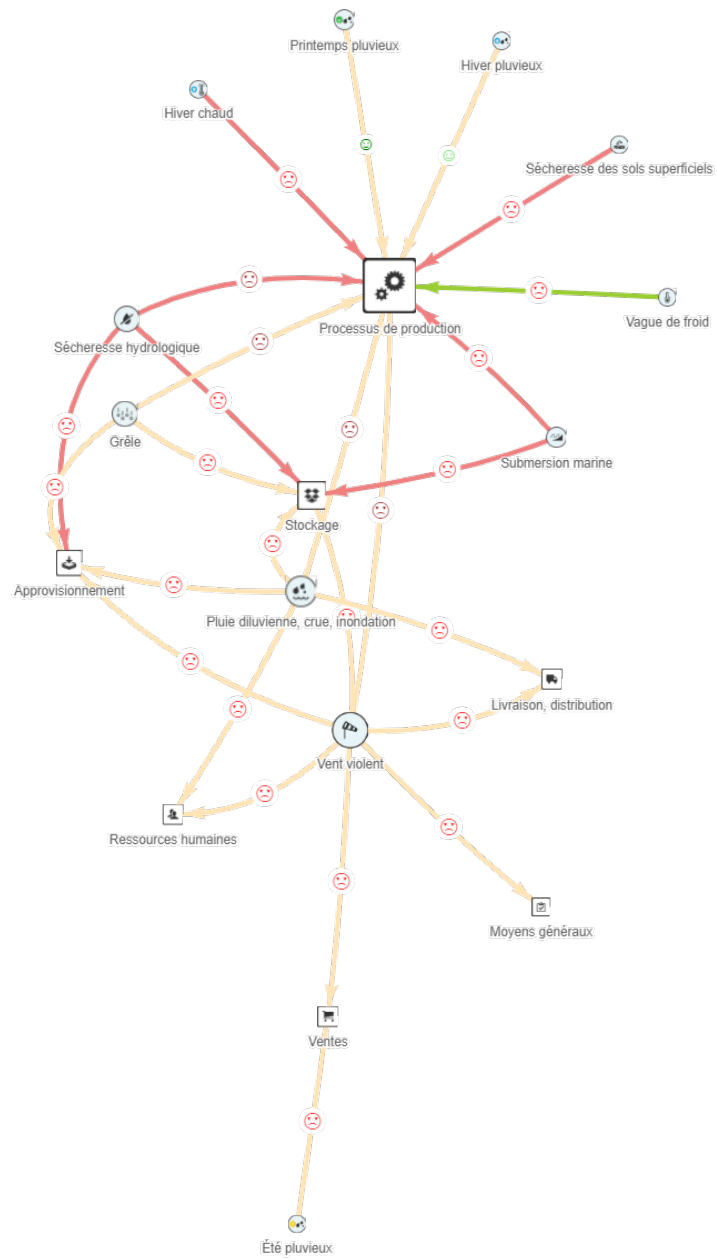 Printemps pluvieux
Hiver pluvieux
Hiver chaud
Sécheresse des sols superficiels
Processus de production
Vague de froid
Sécheresse hydrologique
Grêle
Submersion marine
Stockage
Approvisionnement
Pluie diluvienne, crue, inondation
Livraison, distribution
Vent violent
Ressources humaines
Moyens généraux
Ventes
Été pluvieux